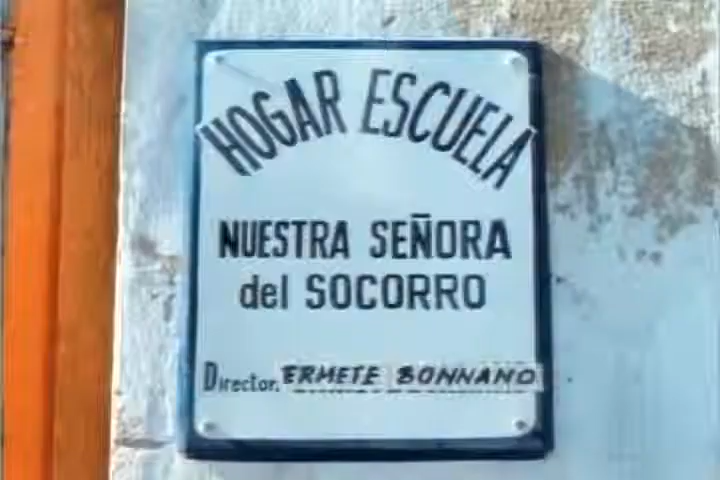 HOGAR ESCUELA
NUESTRA SEÑORA
del SOCORRO
Director. ERMETE BONNANO